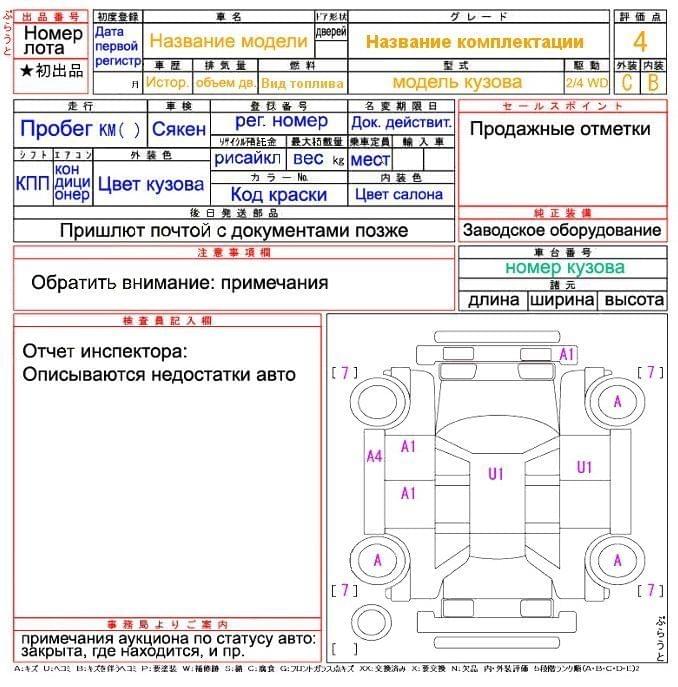 ぷらうと
出品番号
Номер лота
★初出品
初度登録
Дата первой регистр
月
車名
Название модели
ドア形状
дверей
グレード
Название комплектации
評価点
4
車歴
Истор.
排気量
объем дв.
燃料
Вид топлива
型式
модель кузова
駆動
2/4 WD
外装
C
内装
B
走行
Пробег КМ( )
車検
Сякен
登録番号
рег. номер
名変期限日
Док. действит.
リサイクル預託金
рисайкл
最大積載量
вес kg
乗車定員
мест
輸入車
シフト
КПП
エアコン
кон
диционер
外装色
Цвет кузова
カラーNo.
Код краски
内装色
Цвет салона
後日発送部品
Пришлют почтой с документами позже
セールスポイント
Продажные отметки
純正装備
Заводское оборудование
注意事項欄
Обратить внимание: примечания
車台番号
номер кузова
諸元
длина ширина высота
検査員記入欄
Отчет инспектора:
Описываются недостатки авто
A1
[ 7 ]
[ 7 ]
A
A4
A1
A1
U1
U1
A
A
[ 7 ]
[ 7 ]
[ ]
ぷらうと
事務局よりご案内
примечания аукциона по статусу авто:
закрыта, где находится, и пр.
A:キズ U:ヘコミ B:キズを伴うヘコミ P:要塗装 W:補修跡 S:錆 C:腐食 G:フロントガラス点キズ XX:交換済み X:要交換 N:欠品 内・外装評価 5段階ランク順(A・B・C・D・E)2